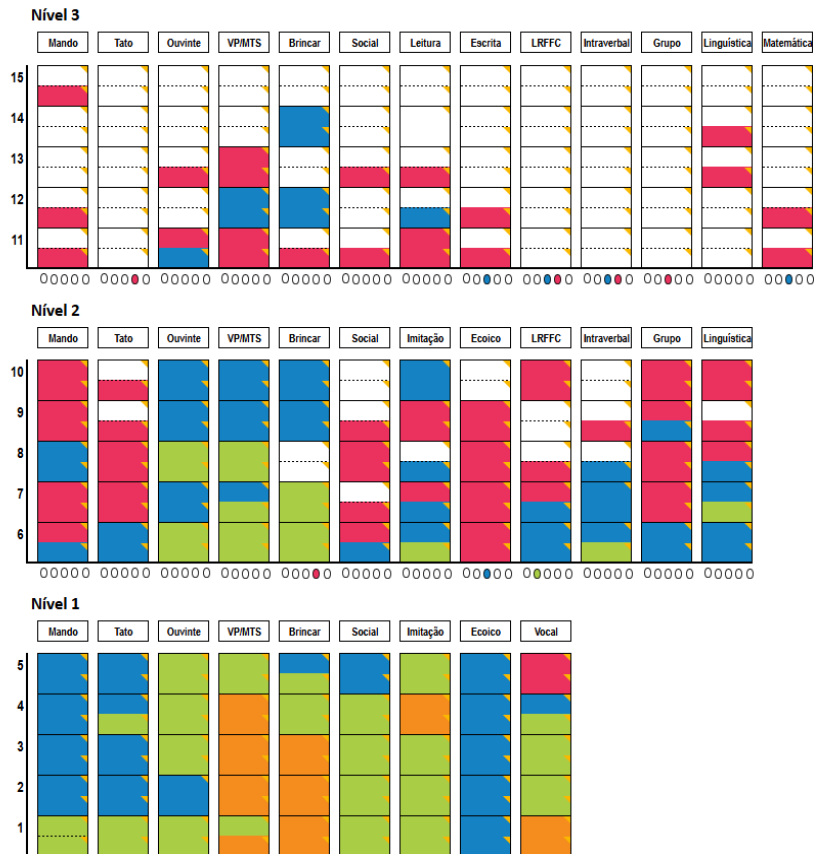 Nível 3
Mando Tato Ouvinte VP/MTS Brincar Social Leitura Escrita LRFFC Intraverbal Grupo Linguística Matemática
15
14
13
12
11
Nível 2
Mando Tato Ouvinte VP/MTS Brincar Social Imitação Ecoico LRFFC Intraverbal Grupo Linguística
10
9
8
7
6
Nível 1
Mando Tato Ouvinte VP/MTS Brincar Social Imitação Ecoico Vocal
5
4
3
2
1